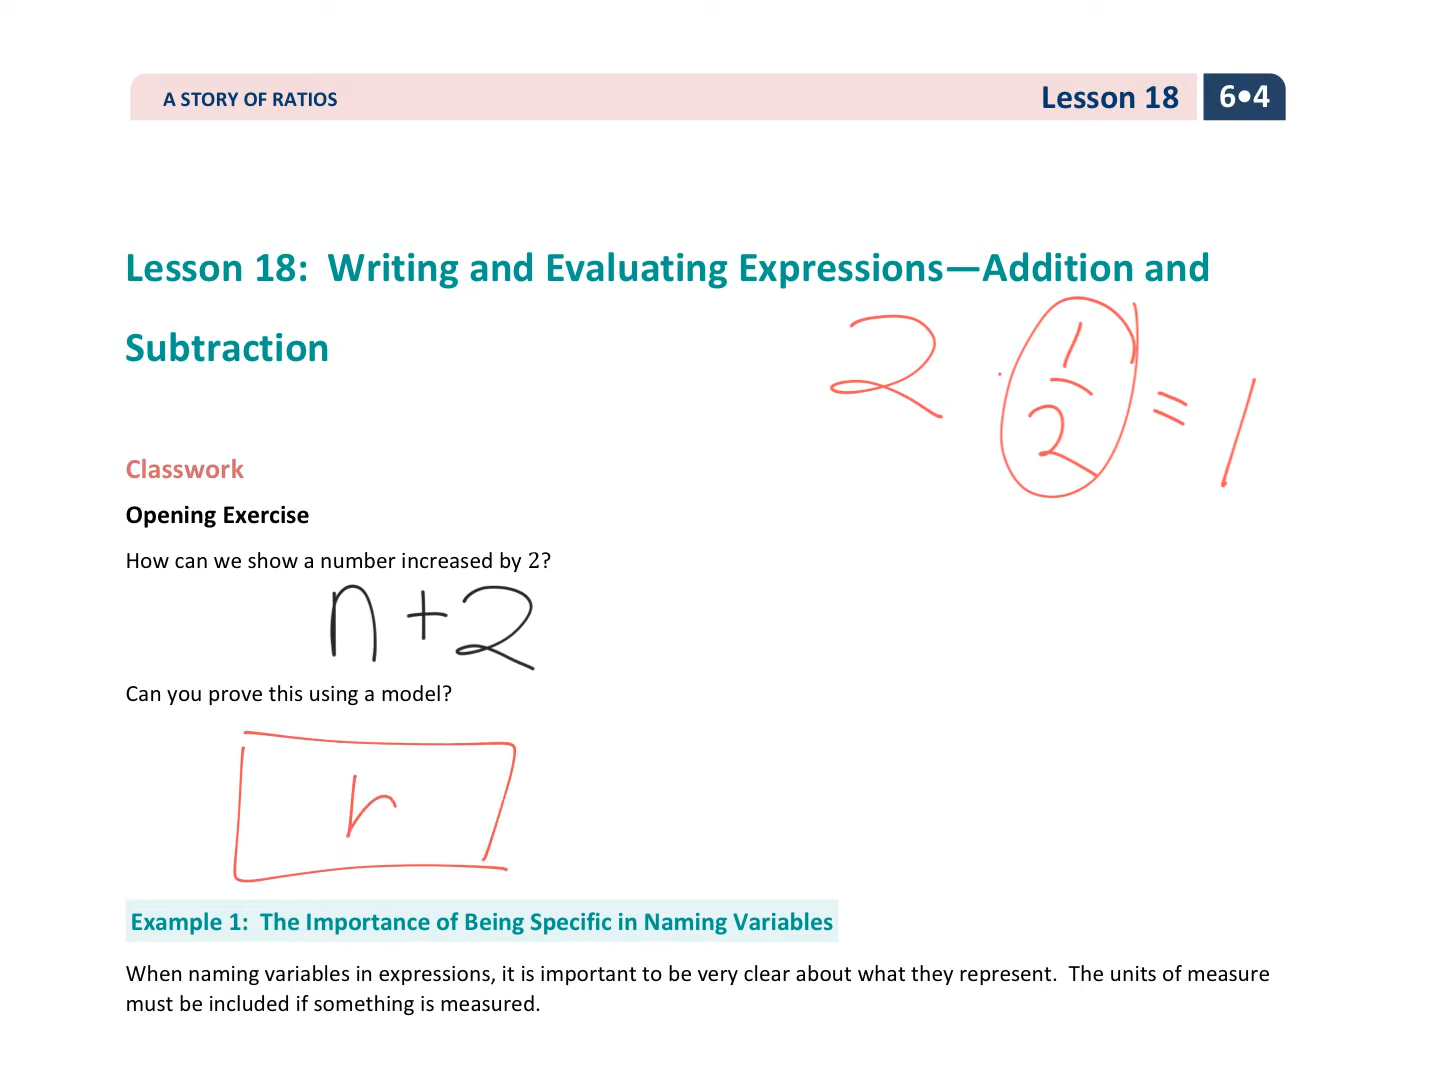 A STORY OF RATIOS
Lesson 18
6•4
Lesson 18:  Writing and Evaluating Expressions—Addition and
Subtraction
2 · 1/2 = 1
Classwork
Opening Exercise
How can we show a number increased by 2?
n + 2
Can you prove this using a model?
r
Example 1:  The Importance of Being Specific in Naming Variables
When naming variables in expressions, it is important to be very clear about what they represent.  The units of measure
must be included if something is measured.